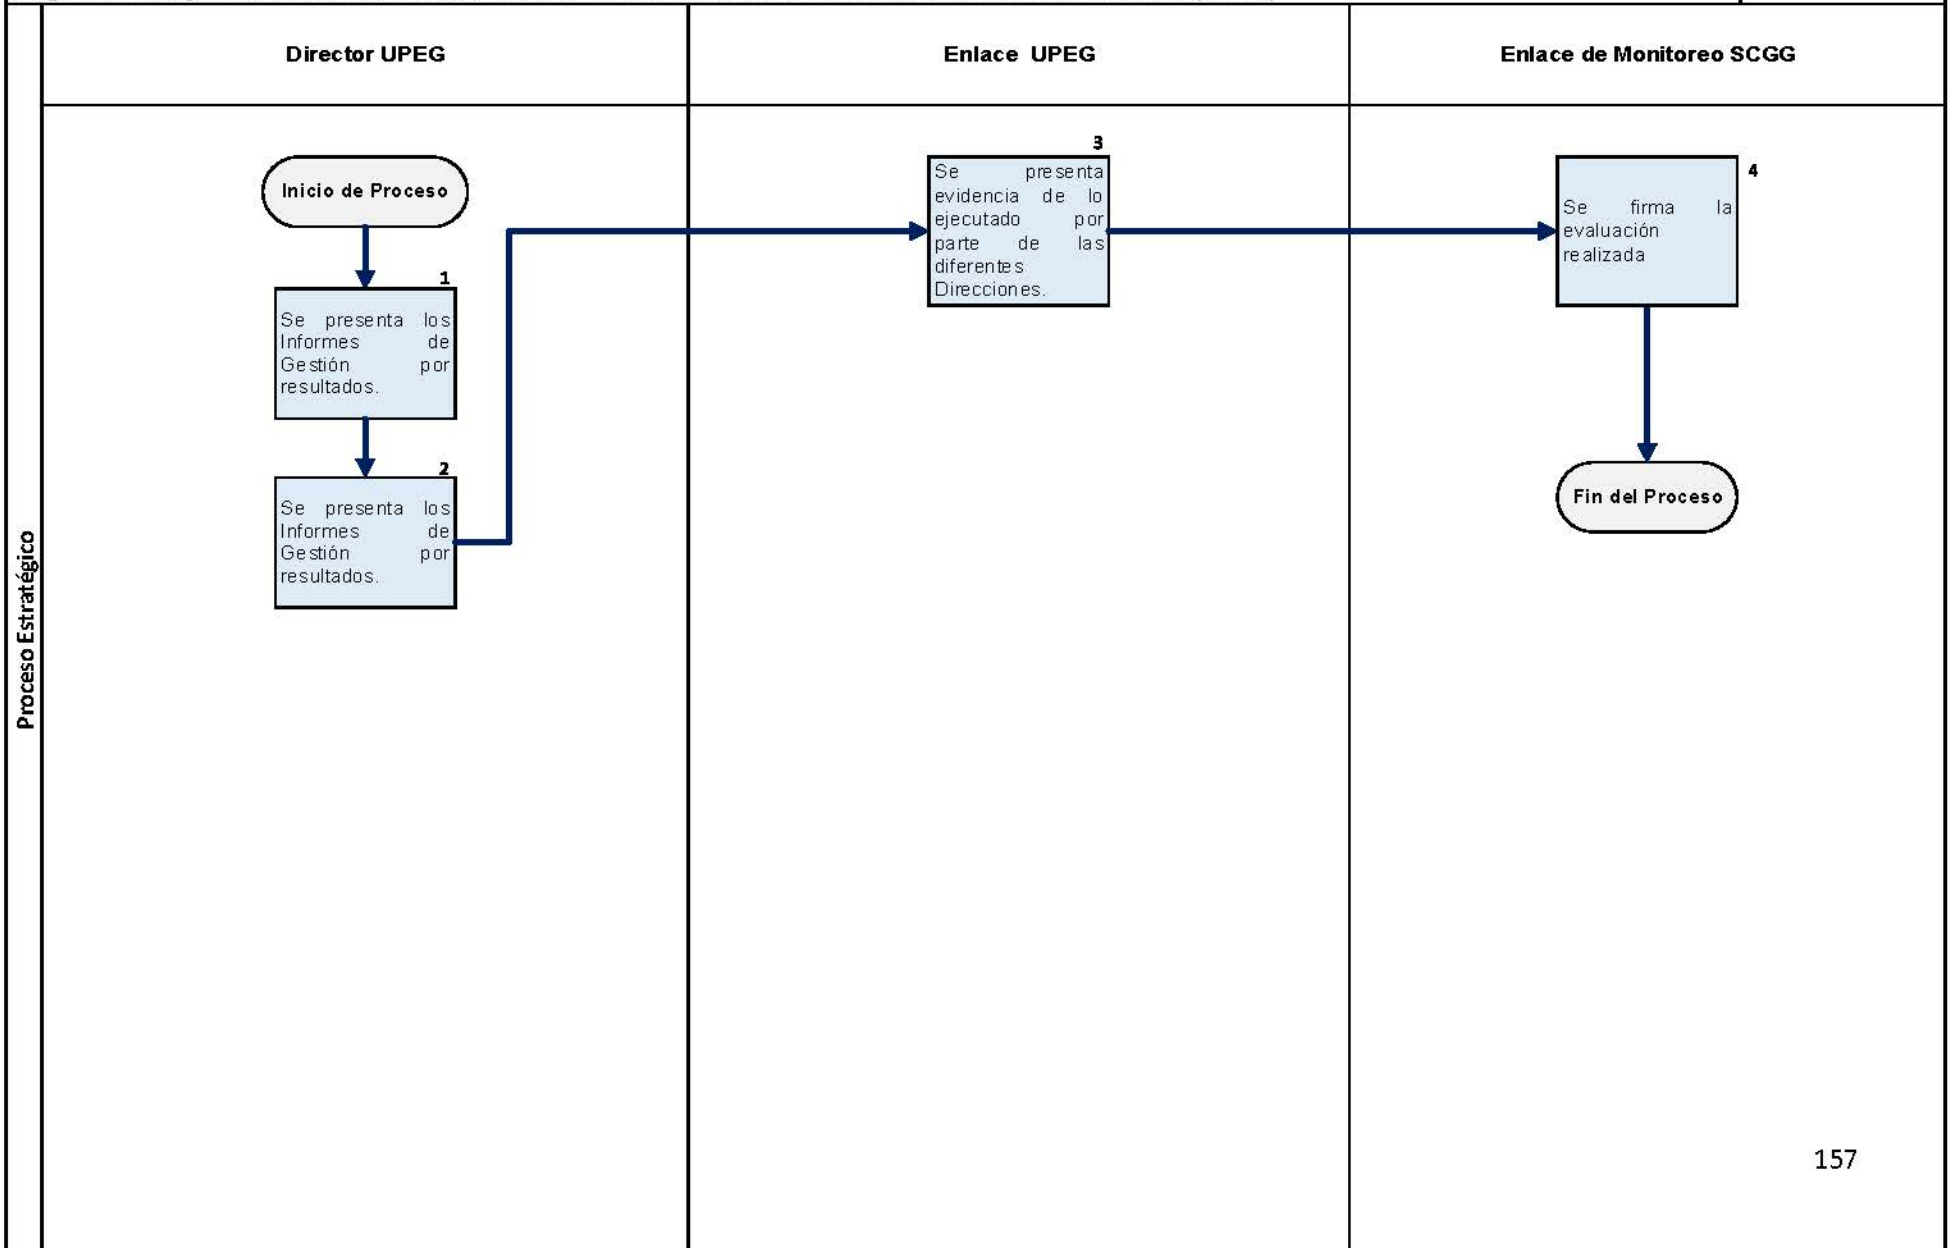 Director UPEG
Enlace UPEG
Enlace de Monitoreo SCGG
Proceso Estratégico
Inicio de Proceso
1
Se presenta los
Informes de
Gestión por
resultados.
2
Se presenta los
Informes de
Gestión por
resultados.
3
Se presenta
evidencia de lo
ejecutado por
parte de las
diferentes
Direcciones.
4
Se firma la
evaluación
realizada
Fin del Proceso
157